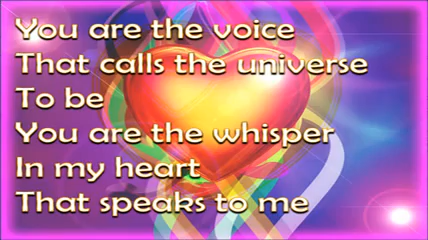 You are the voice
That calls the universe
To be
You are the whisper
In my heart
That speaks to me